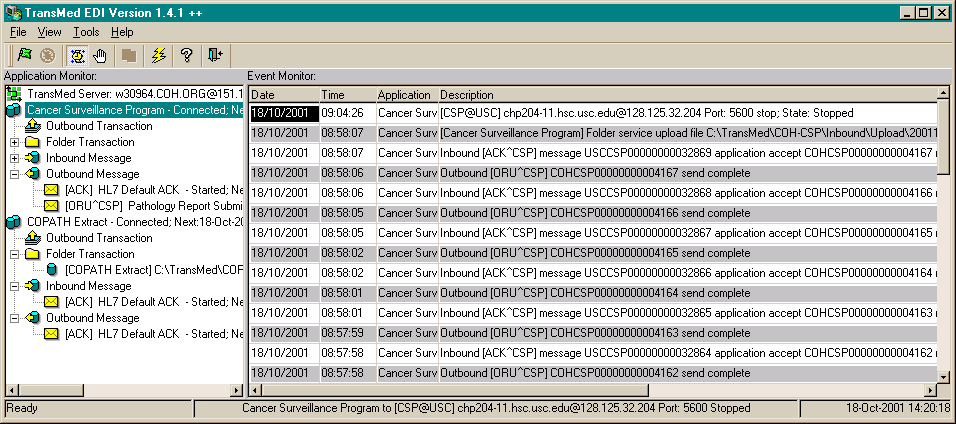 TransMed EDI Version 1.4.1 ++
File View Tools Help
Application Monitor:
TransMed Server: w30964.COH.ORG@151.1
Cancer Surveillance Program - Connected; Ne
Outbound Transaction
Folder Transaction
Inbound Message
Outbound Message
[ACK] HL7 Default ACK - Started; Ne
[ORU^CSP] Pathology Report Submi
COPATH Extract - Connected; Next:18-Oct-20
Outbound Transaction
Folder Transaction
[COPATH Extract] C:\TransMed\COF
Inbound Message
[ACK] HL7 Default ACK - Started; Ne
Outbound Message
[ACK] HL7 Default ACK - Started; Ne
Event Monitor:
Date Time Application Description
18/10/2001 09:04:26 Cancer Surv [CSP@USC] chp204-11.hsc.usc.edu@128.125.32.204 Port: 5600 stop; State: Stopped
18/10/2001 08:58:07 Cancer Surv [Cancer Surveillance Program] Folder service upload file C:\TransMed\COH-CSP\Inbound\Upload\20011
18/10/2001 08:58:07 Cancer Surv Inbound [ACK^CSP] message USCCSP00000000032869 application accept COHCSP00000000004167 r
18/10/2001 08:58:06 Cancer Surv Outbound [ORU^CSP] COHCSP00000000004167 send complete
18/10/2001 08:58:06 Cancer Surv Inbound [ACK^CSP] message USCCSP00000000032868 application accept COHCSP00000000004166 r
18/10/2001 08:58:05 Cancer Surv Outbound [ORU^CSP] COHCSP00000000004166 send complete
18/10/2001 08:58:05 Cancer Surv Inbound [ACK^CSP] message USCCSP00000000032867 application accept COHCSP00000000004165 r
18/10/2001 08:58:02 Cancer Surv Outbound [ORU^CSP] COHCSP00000000004165 send complete
18/10/2001 08:58:02 Cancer Surv Inbound [ACK^CSP] message USCCSP00000000032866 application accept COHCSP00000000004164 r
18/10/2001 08:58:01 Cancer Surv Outbound [ORU^CSP] COHCSP00000000004164 send complete
18/10/2001 08:58:01 Cancer Surv Inbound [ACK^CSP] message USCCSP00000000032865 application accept COHCSP00000000004163 r
18/10/2001 08:57:59 Cancer Surv Outbound [ORU^CSP] COHCSP00000000004163 send complete
18/10/2001 08:57:58 Cancer Surv Inbound [ACK^CSP] message USCCSP00000000032864 application accept COHCSP00000000004162 r
18/10/2001 08:57:58 Cancer Surv Outbound [ORU^CSP] COHCSP00000000004162 send complete
Ready Cancer Surveillance Program to [CSP@USC] chp204-11.hsc.usc.edu@128.125.32.204 Port: 5600 Stopped 18-Oct-2001 14:20:18